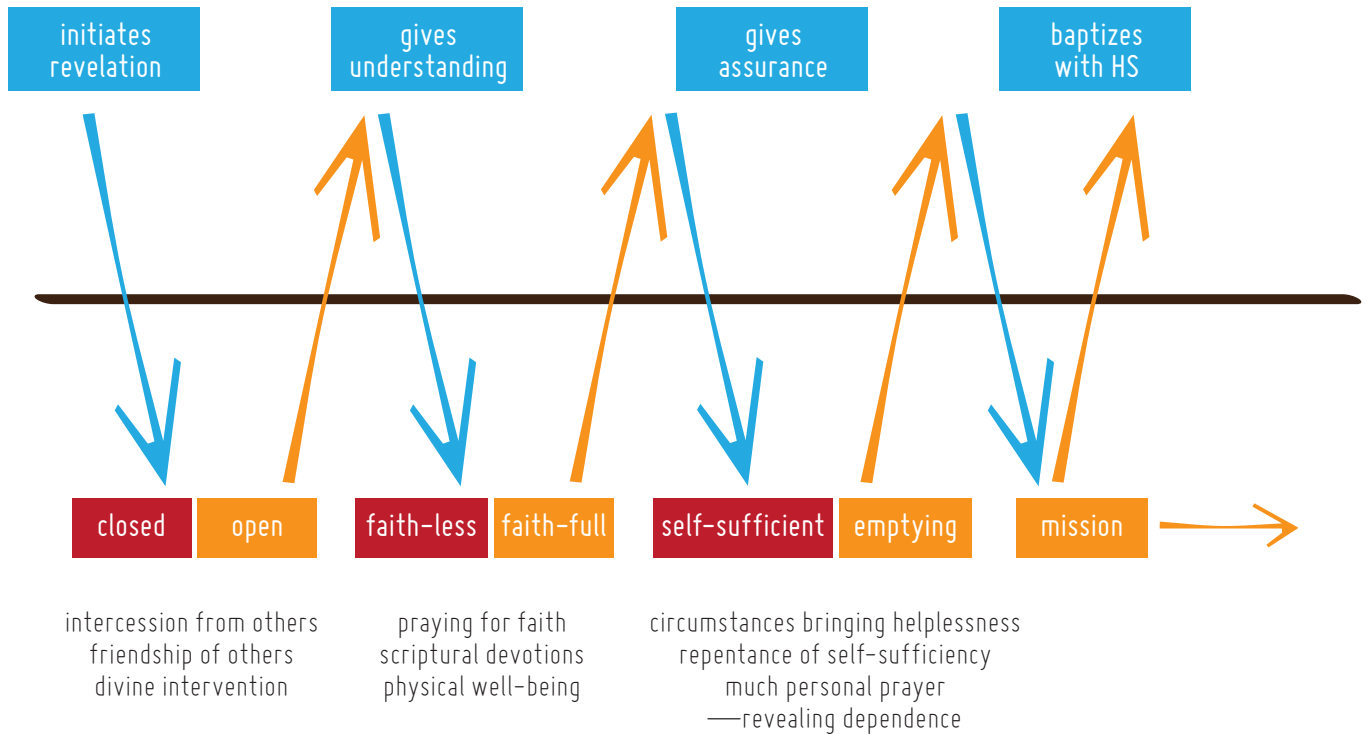 initiates
revelation
gives
understanding
gives
assurance
baptizes
with HS
closed
open
faith-less
faith-full
self-sufficient
emptying
mission
intercession from others
friendship of others
divine intervention
praying for faith
scriptural devotions
physical well-being
circumstances bringing helplessness
repentance of self-sufficiency
much personal prayer
—revealing dependence